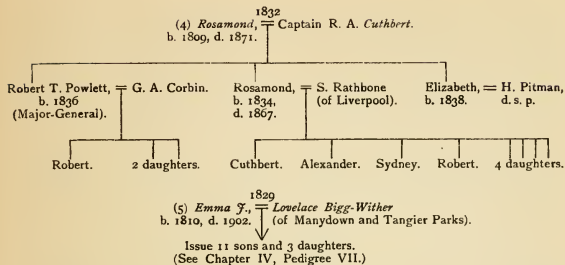 1832
(4) Rosamond, = Captain R. A. Cuthbert.
b. 1809, d. 1871.
Robert T. Powlett, = G. A. Corbin.
b. 1836
(Major-General).
Rosamond, = S. Rathbone
b. 1834, (of Liverpool).
d. 1867.
Elizabeth, = H. Pitman,
b. 1838. d. s. p.
Robert. 2 daughters. Cuthbert. Alexander. Sydney. Robert. 4 daughters.
1829
(5) Emma J., = Lovelace Bigg-Wither
b. 1810, d. 1902. (of Manydown and Tangier Parks).
Issue 11 sons and 3 daughters.
(See Chapter IV, Pedigree VII.)